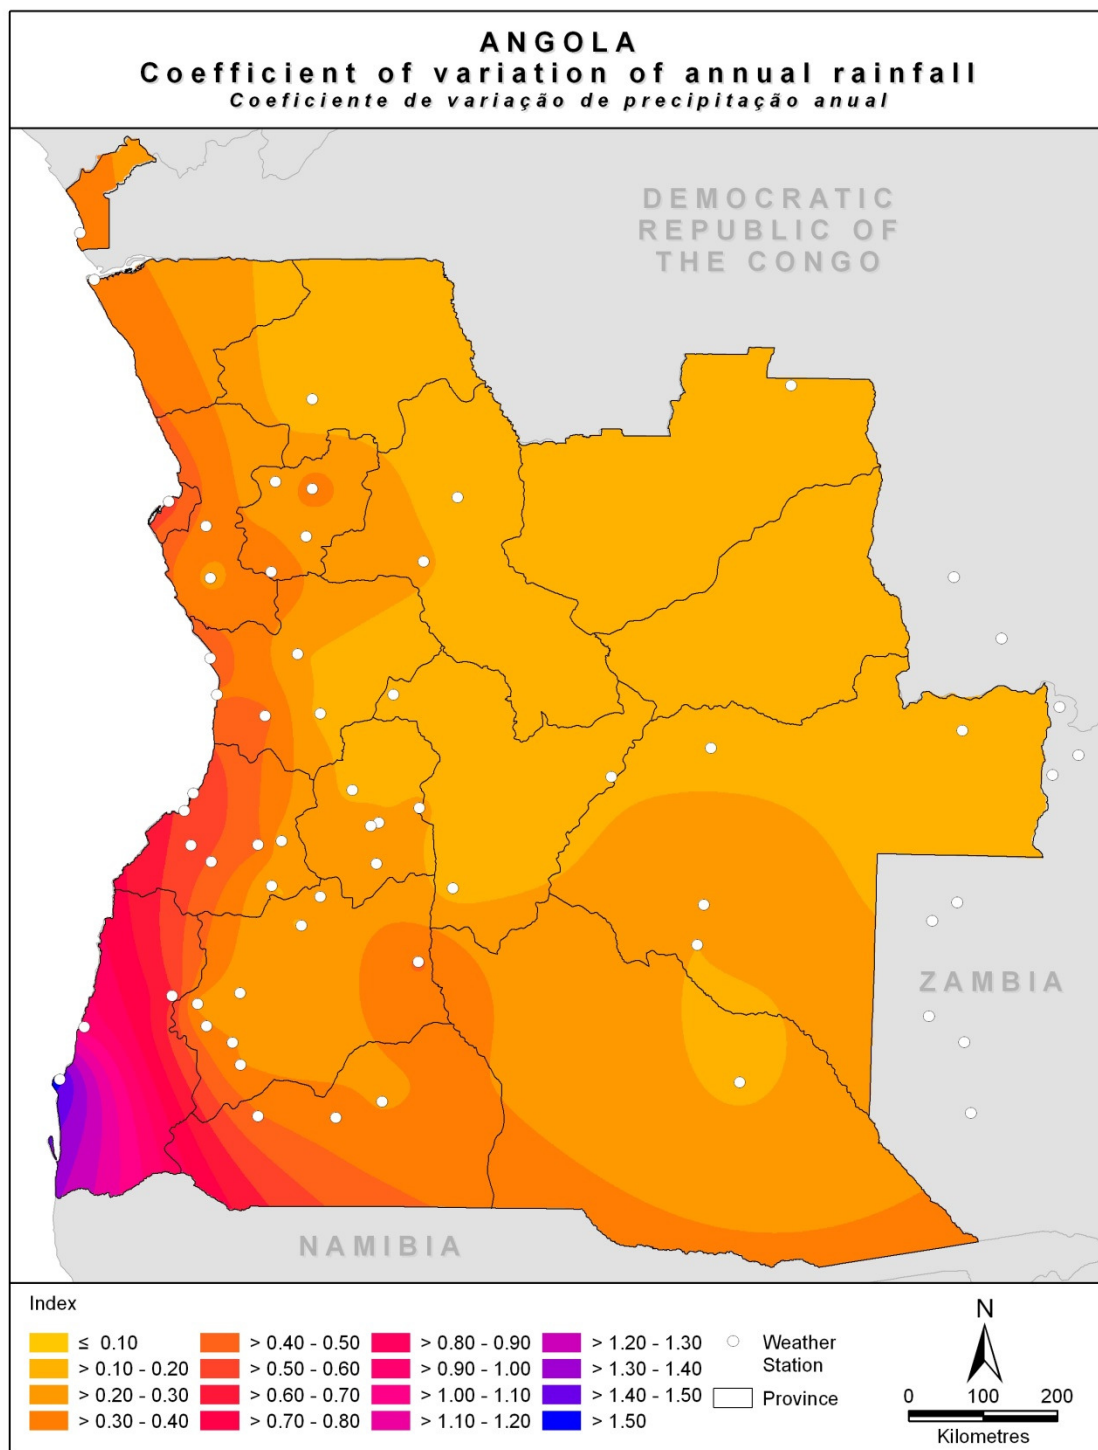 ANGOLA
Coefficient of variation of annual rainfall
Coeficiente de variação de precipitação anual
DEMOCRATIC
REPUBLIC OF
THE CONGO
ZAMBIA
NAMIBIA
Index
≤ 0.10
> 0.10 - 0.20
> 0.20 - 0.30
> 0.30 - 0.40
> 0.40 - 0.50
> 0.50 - 0.60
> 0.60 - 0.70
> 0.70 - 0.80
> 0.80 - 0.90
> 0.90 - 1.00
> 1.00 - 1.10
> 1.10 - 1.20
> 1.20 - 1.30
> 1.30 - 1.40
> 1.40 - 1.50
> 1.50
Weather
Station
Province
N
0 100 200
Kilometres